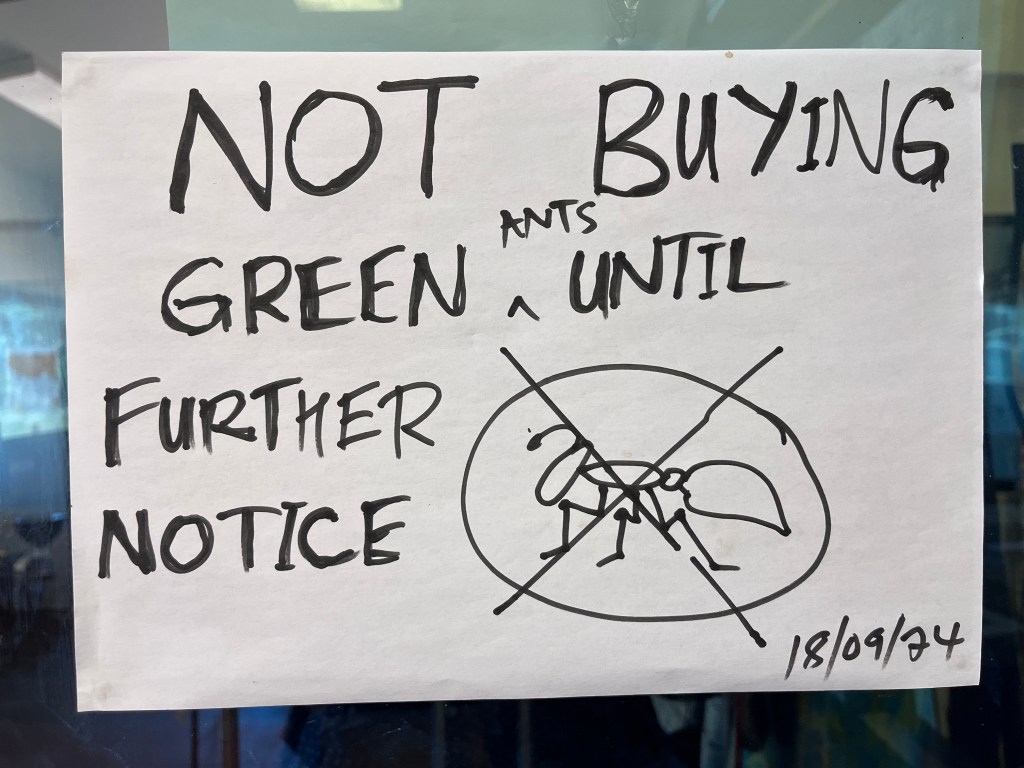 NOT BUYING
GREEN ^ANTS UNTIL
FURTHER
NOTICE
18/09/24